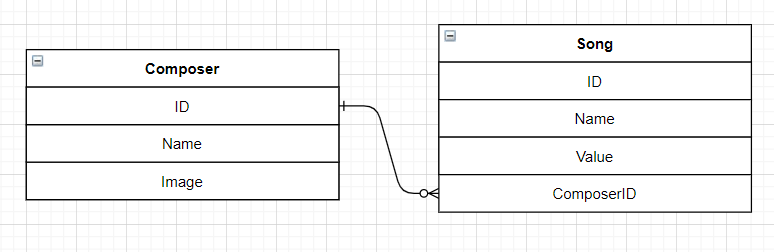 Composer
ID
Name
Image
Song
ID
Name
Value
ComposerID